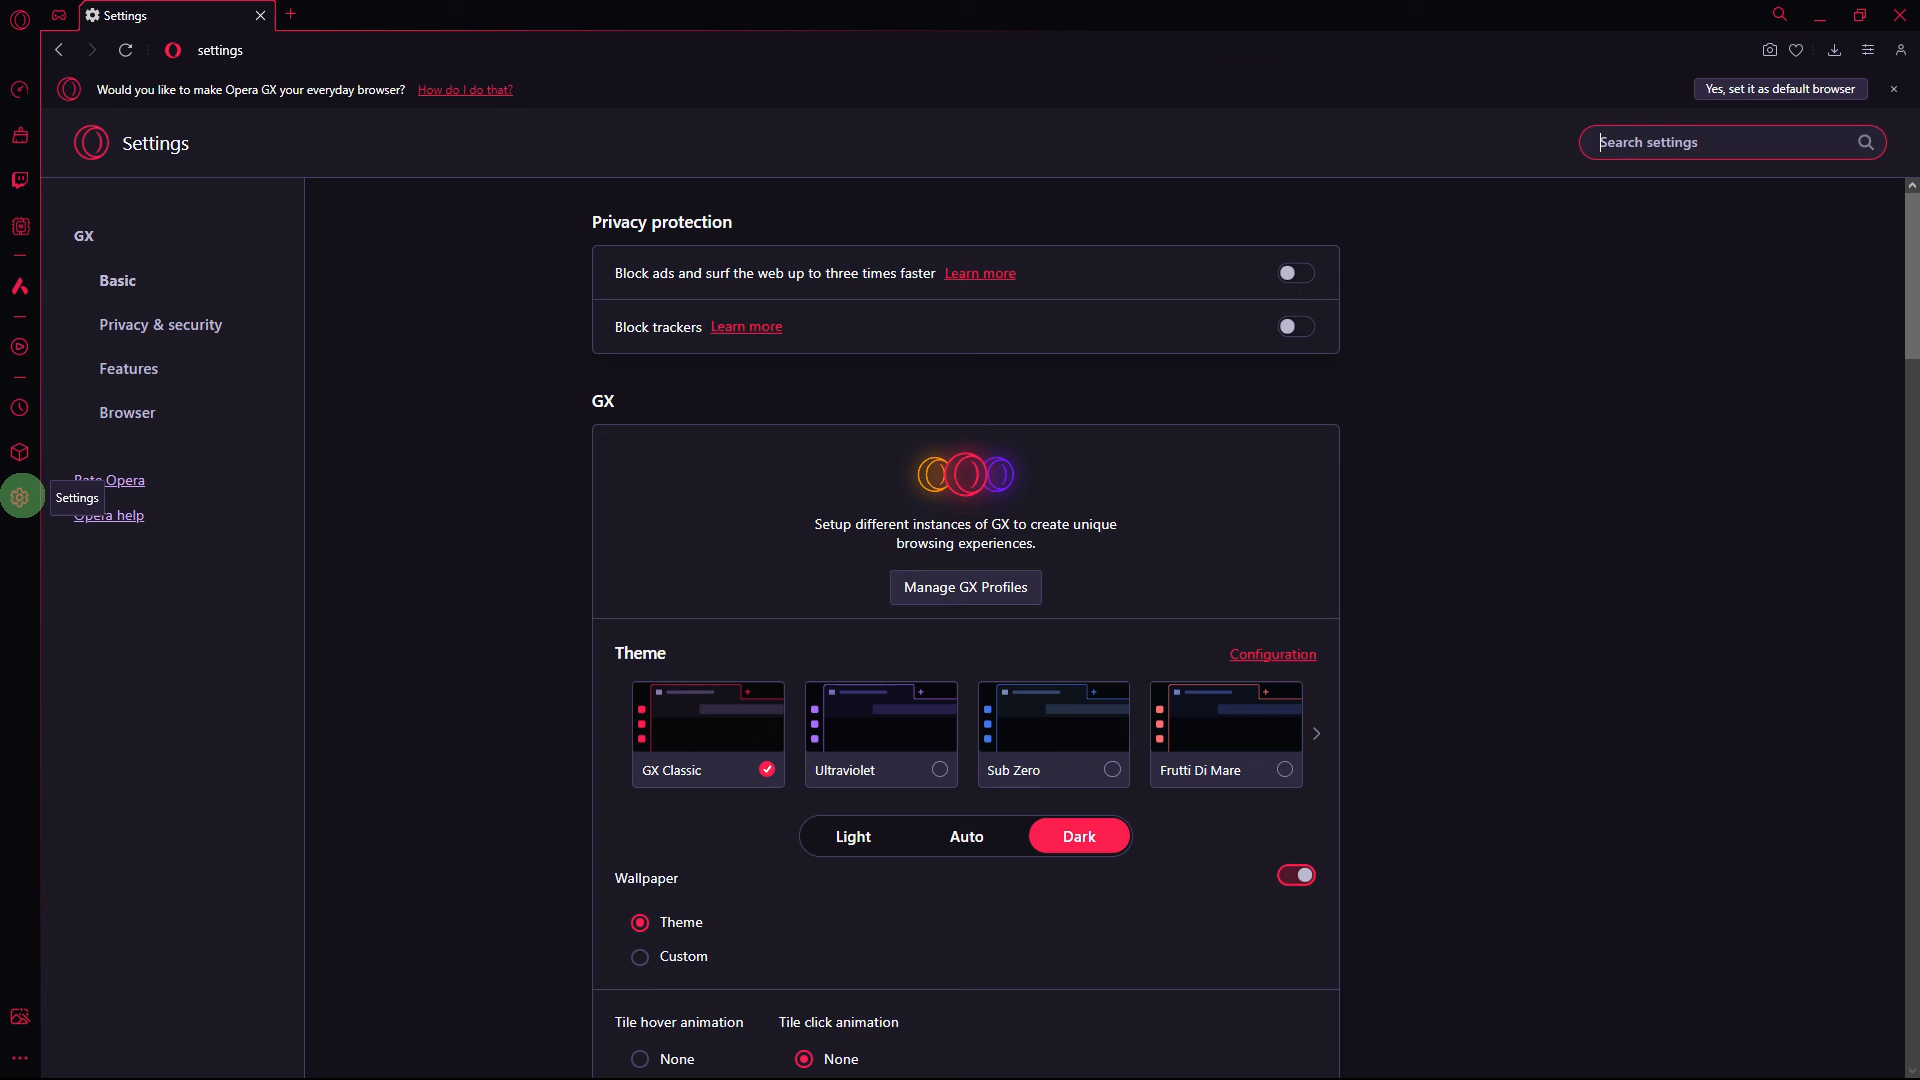 Settings
settings
Would you like to make Opera GX your everyday browser? How do I do that?
Yes, set it as default browser
Settings
Search settings
GX
Basic
Privacy & security
Features
Browser
Rate Opera
Settings
Opera help
Privacy protection
Block ads and surf the web up to three times faster Learn more
Block trackers Learn more
GX
Setup different instances of GX to create unique
browsing experiences.
Manage GX Profiles
Theme
Configuration
GX Classic
Ultraviolet
Sub Zero
Frutti Di Mare
Light
Auto
Dark
Wallpaper
Theme
Custom
Tile hover animation
Tile click animation
None
None